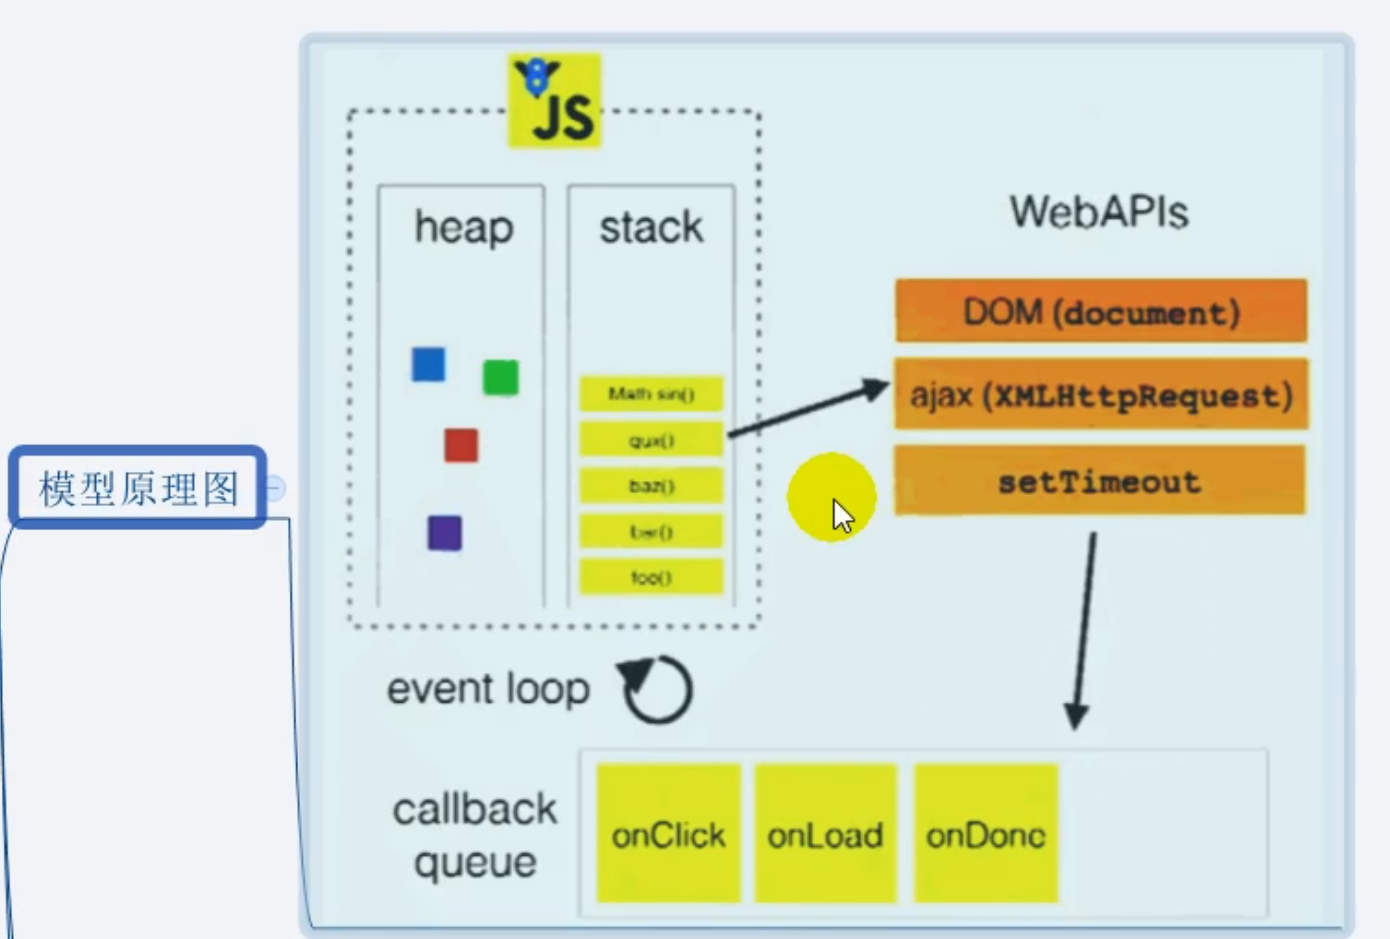 模型原理图
JS
heap
stack
Math sin()
qux()
baz()
bar()
foo()
WebAPIs
DOM (document)
ajax (XMLHttpRequest)
setTimeout
event loop
callback
queue
onClick
onLoad
onDone